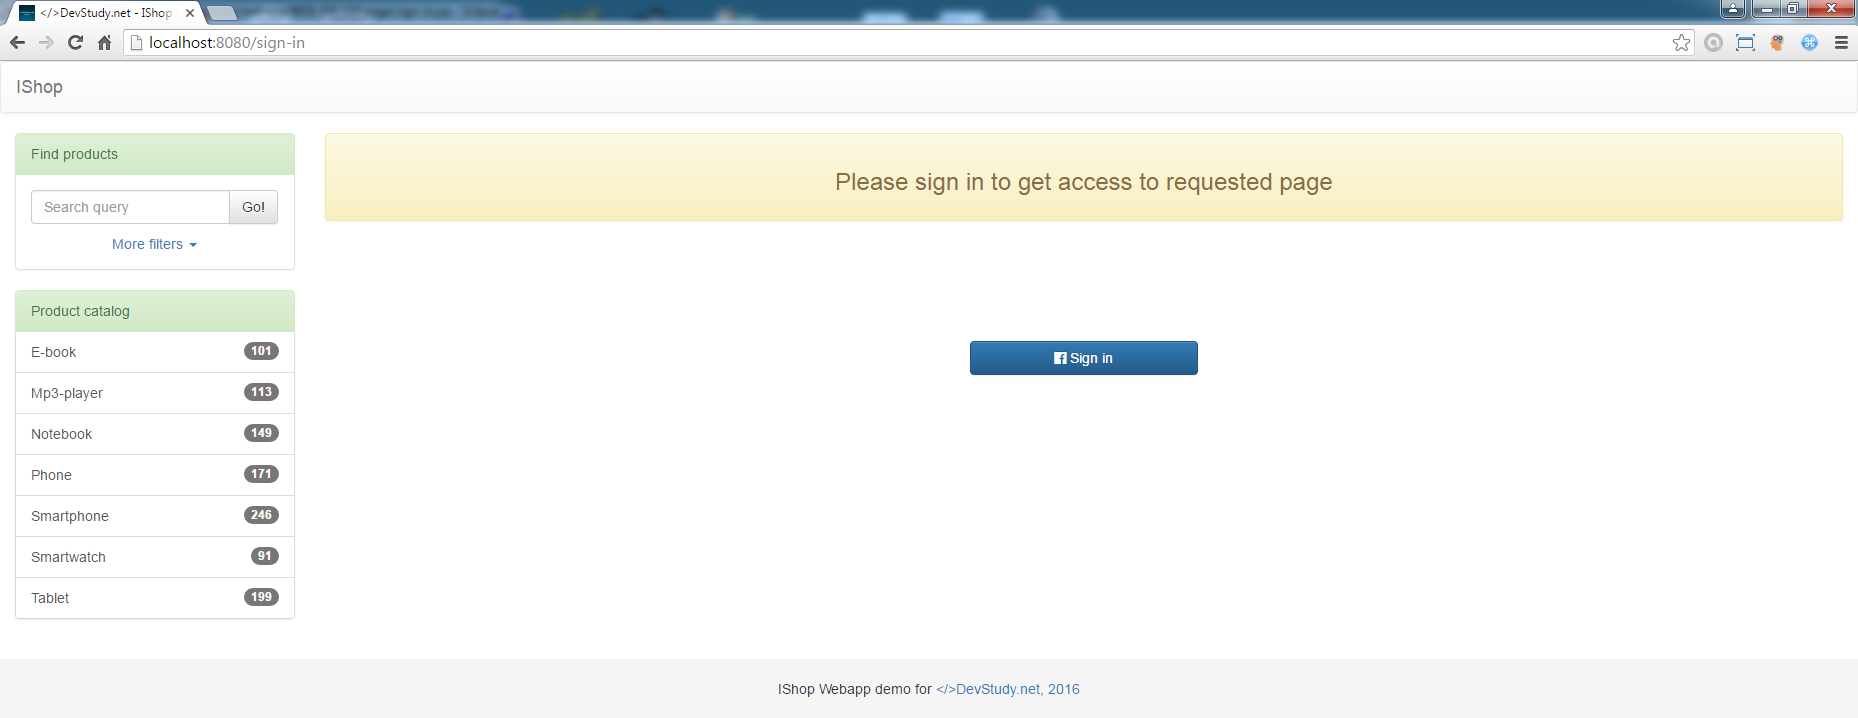 </>DevStudy.net - IShop
localhost:8080/sign-in
IShop
Find products
Search query
Go!
More filters
Product catalog
E-book 101
Mp3-player 113
Notebook 149
Phone 171
Smartphone 246
Smartwatch 91
Tablet 199
Please sign in to get access to requested page
Sign in
IShop Webapp demo for </>DevStudy.net, 2016